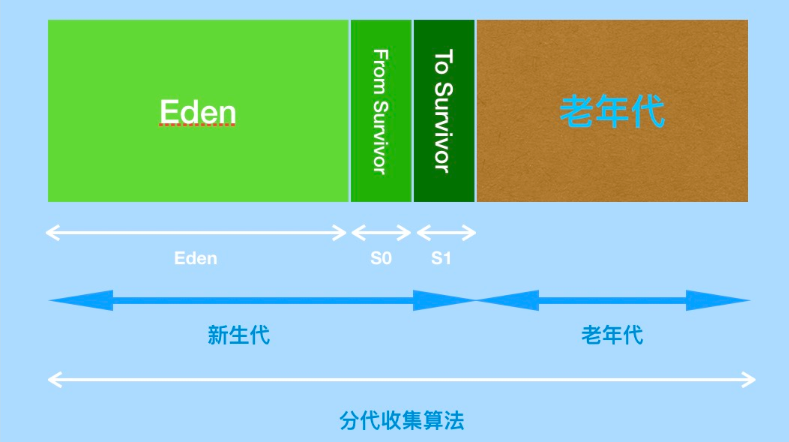 Eden
From Survivor
To Survivor
老年代
Eden
S0
S1
新生代
老年代
分代收集算法